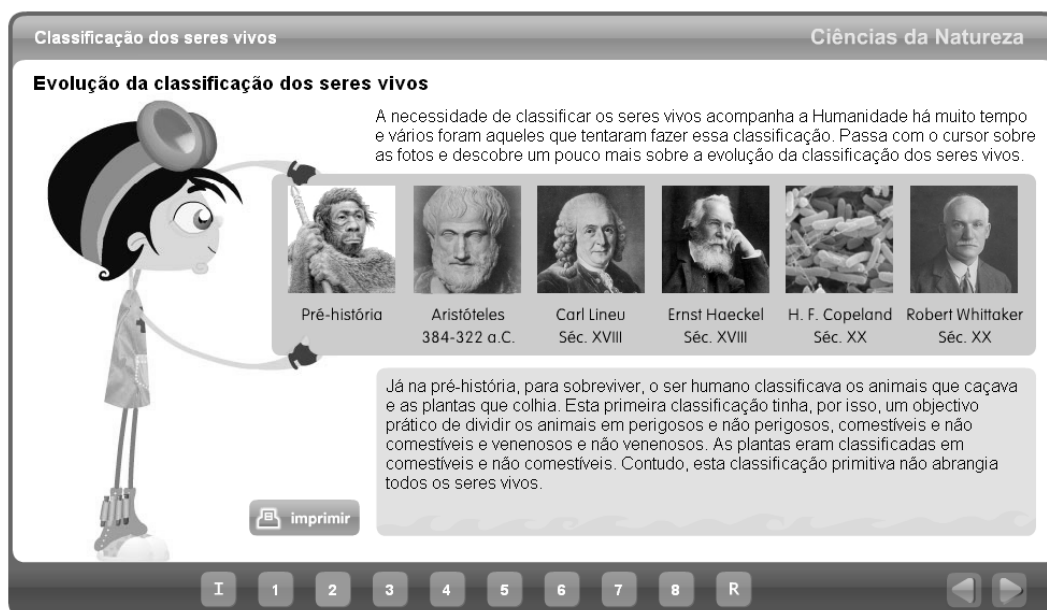 Classificação dos seres vivos
Ciências da Natureza
Evolução da classificação dos seres vivos
A necessidade de classificar os seres vivos acompanha a Humanidade há muito tempo
e vários foram aqueles que tentaram fazer essa classificação. Passa com o cursor sobre
as fotos e descobre um pouco mais sobre a evolução da classificação dos seres vivos.
Pré-história
Aristóteles
384-322 a.C.
Carl Lineu
Séc. XVIII
Ernst Haeckel
Séc. XVIII
H. F. Copeland
Séc. XX
Robert Whittaker
Séc. XX
Já na pré-história, para sobreviver, o ser humano classificava os animais que caçava
e as plantas que colhia. Esta primeira classificação tinha, por isso, um objectivo
prático de dividir os animais em perigosos e não perigosos, comestíveis e não
comestíveis e venenosos e não venenosos. As plantas eram classificadas em
comestíveis e não comestíveis. Contudo, esta classificação primitiva não abrangia
todos os seres vivos.
imprimir
I 1 2 3 4 5 6 7 8 R